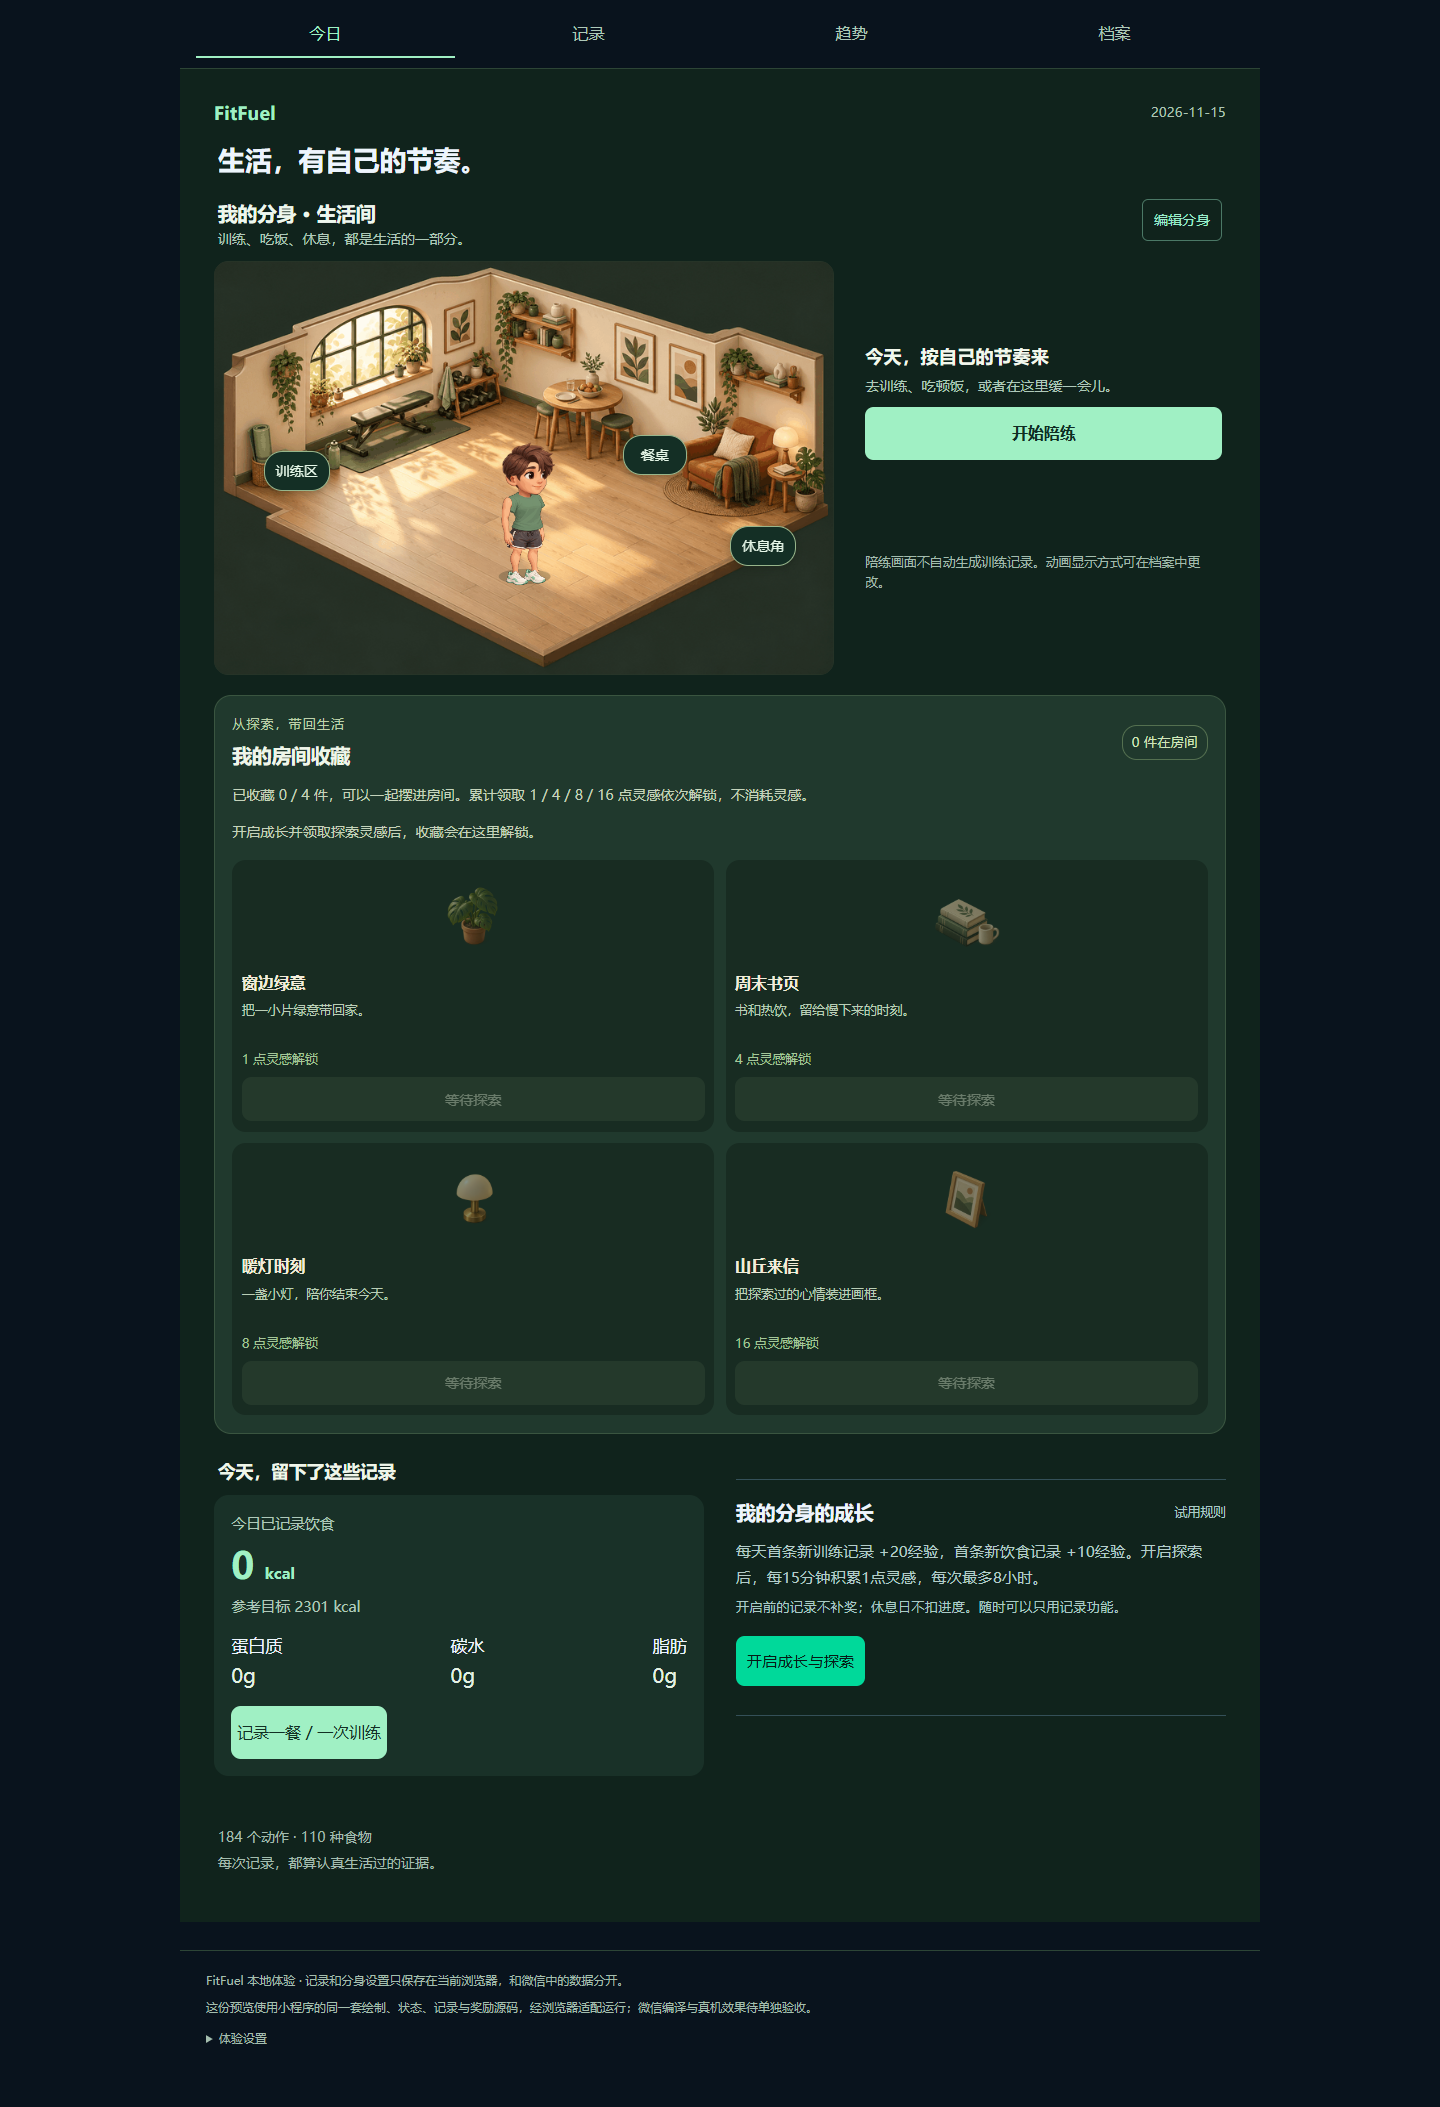 今日
记录
趋势
档案
FitFuel
2026-11-15
生活，有自己的节奏。
我的分身·生活间
训练、吃饭、休息，都是生活的一部分。
编辑分身
训练区
餐桌
休息角
今天，按自己的节奏来
去训练、吃顿饭，或者在这里缓一会儿。
开始陪练
陪练画面不自动生成训练记录。动画显示方式可在档案中更
改。
从探索，带回生活
我的房间收藏
0 件在房间
已收藏 0 / 4 件，可以一起摆进房间。累计领取 1 / 4 / 8 / 16 点灵感依次解锁，不消耗灵感。
开启成长并领取探索灵感后，收藏会在这里解锁。
窗边绿意
把一小片绿意带回家。
1 点灵感解锁
等待探索
周末书页
书和热饮，留给慢下来的时刻。
4 点灵感解锁
等待探索
暖灯时刻
一盏小灯，陪你结束今天。
8 点灵感解锁
等待探索
山丘来信
把探索过的心情装进画框。
16 点灵感解锁
等待探索
今天，留下了这些记录
今日已记录饮食
0 kcal
参考目标 2301 kcal
蛋白质 碳水 脂肪
0g 0g 0g
记录一餐 / 一次训练
我的分身的成长
试用规则
每天首条新训练记录 +20经验，首条新饮食记录 +10经验。开启探索
后，每15分钟积累1点灵感，每次最多8小时。
开启前的记录不补奖；休息日不扣进度。随时可以只用记录功能。
开启成长与探索
184 个动作 · 110 种食物
每次记录，都算认真生活过的证据。
FitFuel 本地体验 · 记录和分身设置只保存在当前浏览器，和微信中的数据分开。
这份预览使用小程序的同一套绘制、状态、记录与奖励源码，经浏览器适配运行；微信编译与真机效果待单独验收。
▶ 体验设置